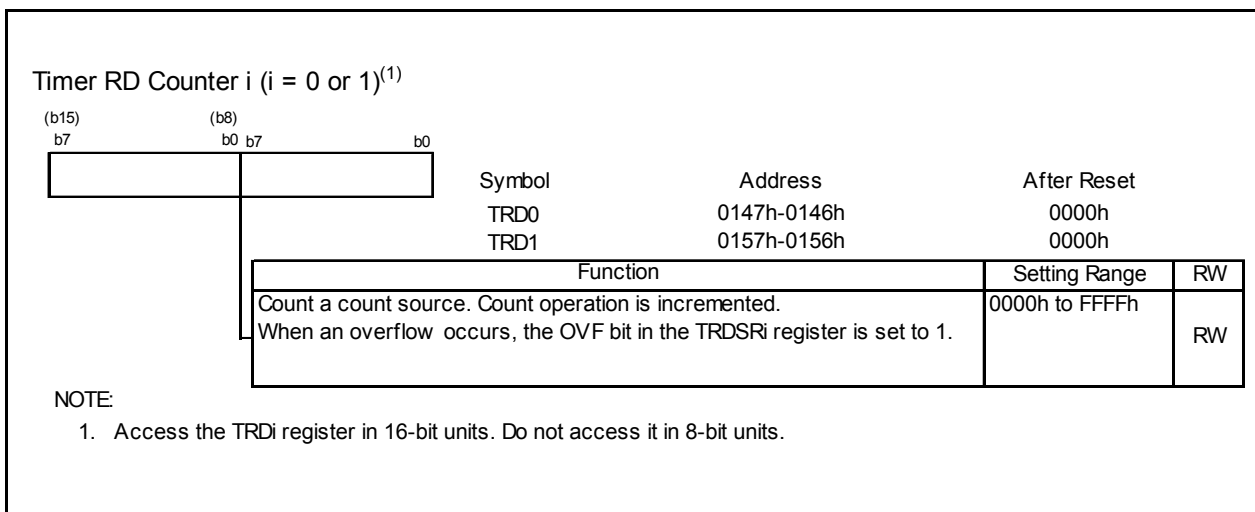 Timer RD Counter i (i = 0 or 1)(1)
(b15) (b8)
b7 b0 b7 b0
Symbol Address After Reset
TRD0 0147h-0146h 0000h
TRD1 0157h-0156h 0000h
Function Setting Range RW
Count a count source. Count operation is incremented. 0000h to FFFFh
When an overflow occurs, the OVF bit in the TRDSRi register is set to 1. RW
NOTE:
1. Access the TRDi register in 16-bit units. Do not access it in 8-bit units.